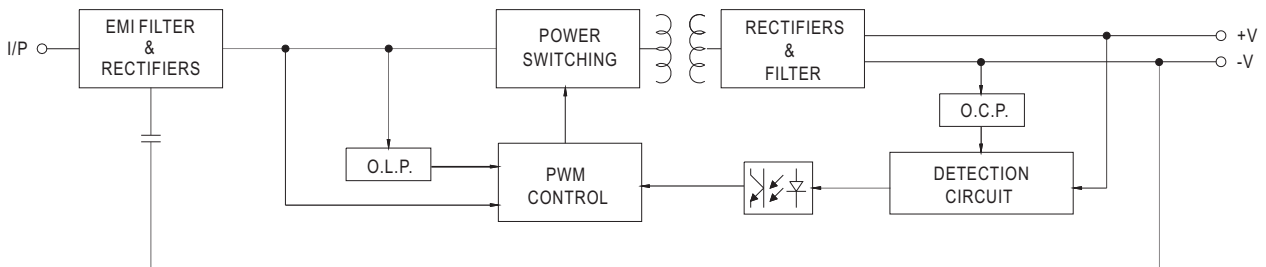 I/P
EMI FILTER
&
RECTIFIERS
POWER
SWITCHING
RECTIFIERS
&
FILTER
+V
-V
O.C.P.
O.L.P.
PWM
CONTROL
DETECTION
CIRCUIT